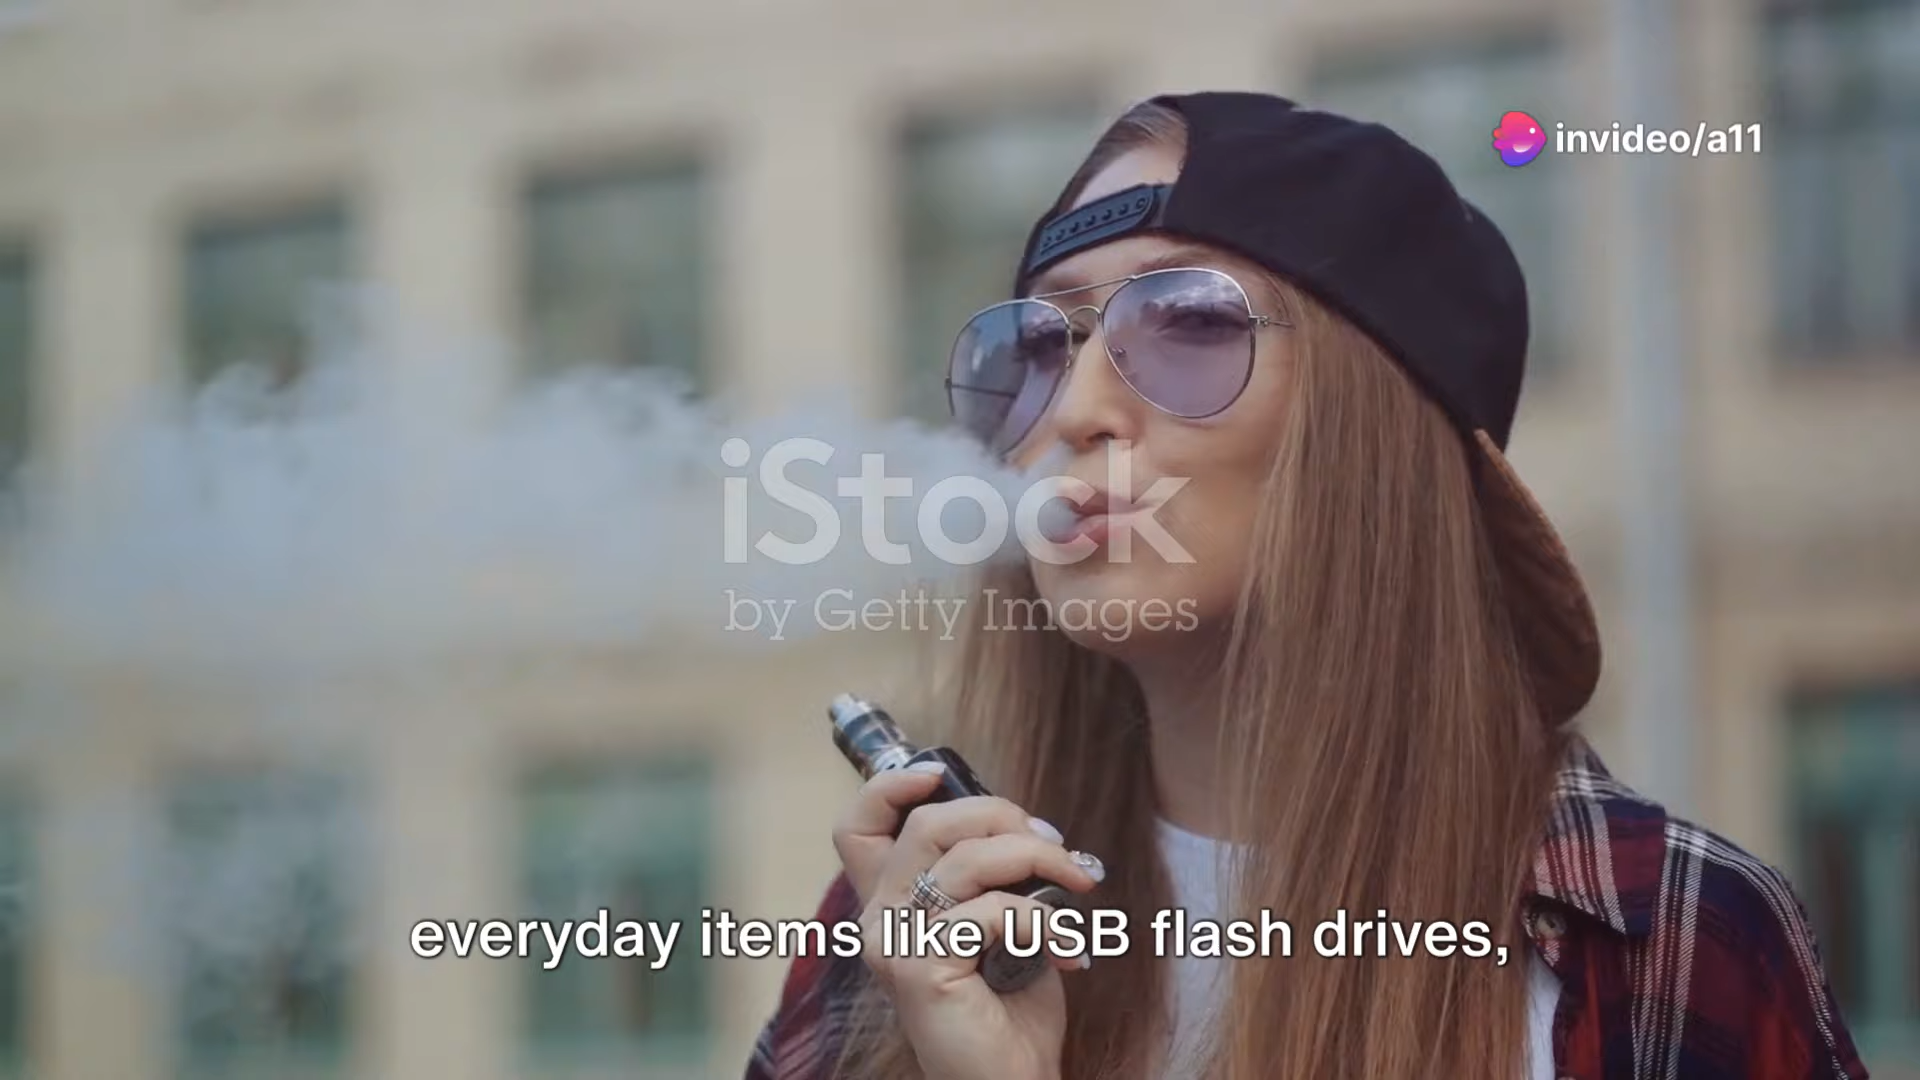 invideo/a11
iStock
by Getty Images
everyday items like USB flash drives,